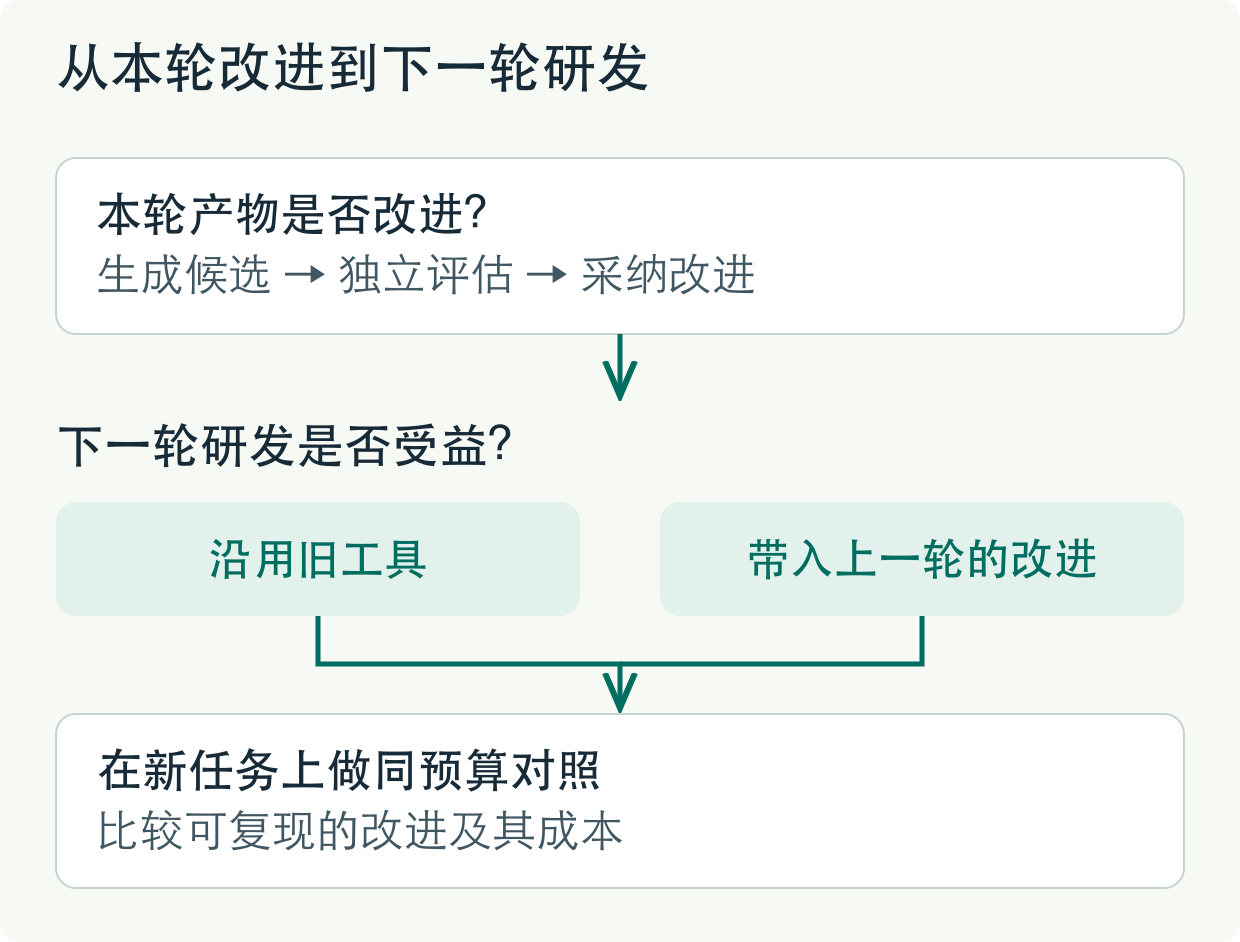 从本轮改进到下一轮研发
本轮产物是否改进?
生成候选 → 独立评估 → 采纳改进
下一轮研发是否受益?
沿用旧工具
带入上一轮的改进
在新任务上做同预算对照
比较可复现的改进及其成本